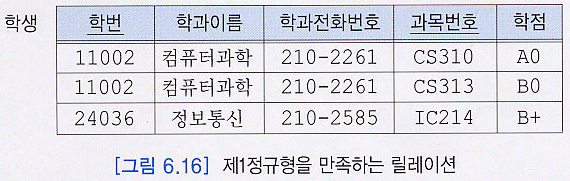 학생
학번 학과이름 학과전화번호 과목번호 학점
11002 컴퓨터과학 210-2261 CS310 A0
11002 컴퓨터과학 210-2261 CS313 B0
24036 정보통신 210-2585 IC214 B+
[그림 6.16] 제1정규형을 만족하는 릴레이션